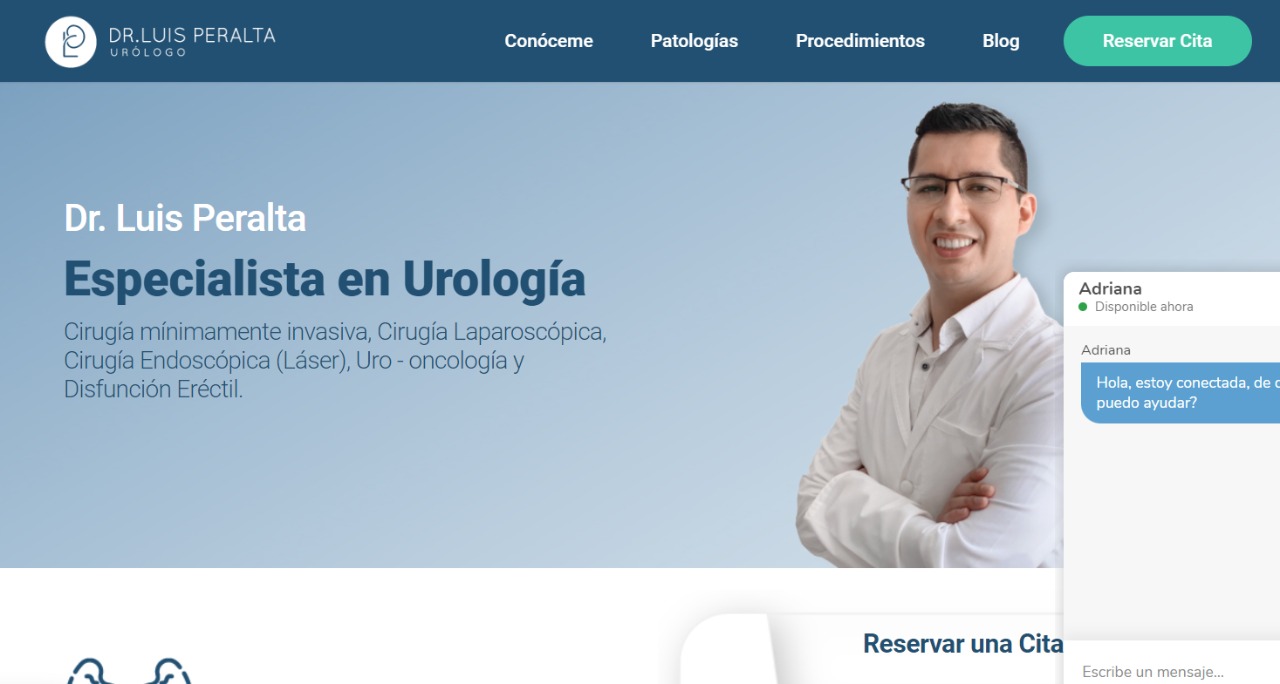 DR.LUIS PERALTA
URÓLOGO
Conóceme
Patologías
Procedimientos
Blog
Reservar Cita
Dr. Luis Peralta
Especialista en Urología
Cirugía mínimamente invasiva, Cirugía Laparoscópica,
Cirugía Endoscópica (Láser), Uro - oncología y
Disfunción Eréctil.
Adriana
Disponible ahora
Adriana
Hola, estoy conectada, de
puedo ayudar?
Reservar una Cita
Escribe un mensaje...